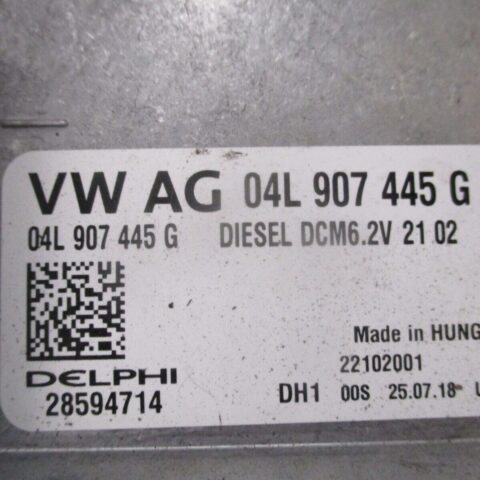 VW AG 04L 907 445 G
04L 907 445 G DIESEL DCM6.2V 21 02
Made in HUNG
22102001
DELPHI
28594714 DH1 00S 25.07.18 U